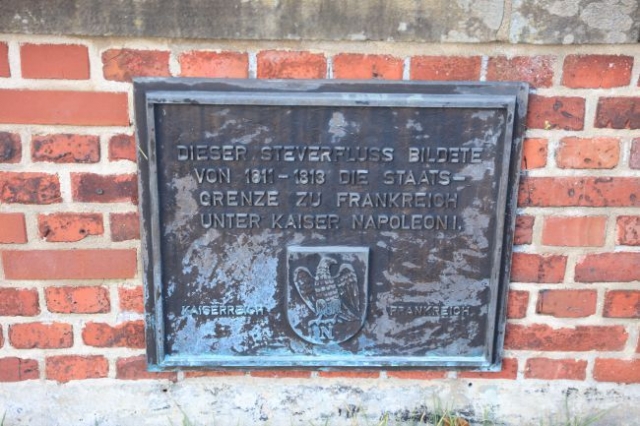 DIESER STEVERFLUSS BILDETE
VON 1811-1813 DIE STAATS-
GRENZE ZU FRANKREICH
UNTER KAISER NAPOLEON I.
KAISERREICH FRANKREICH